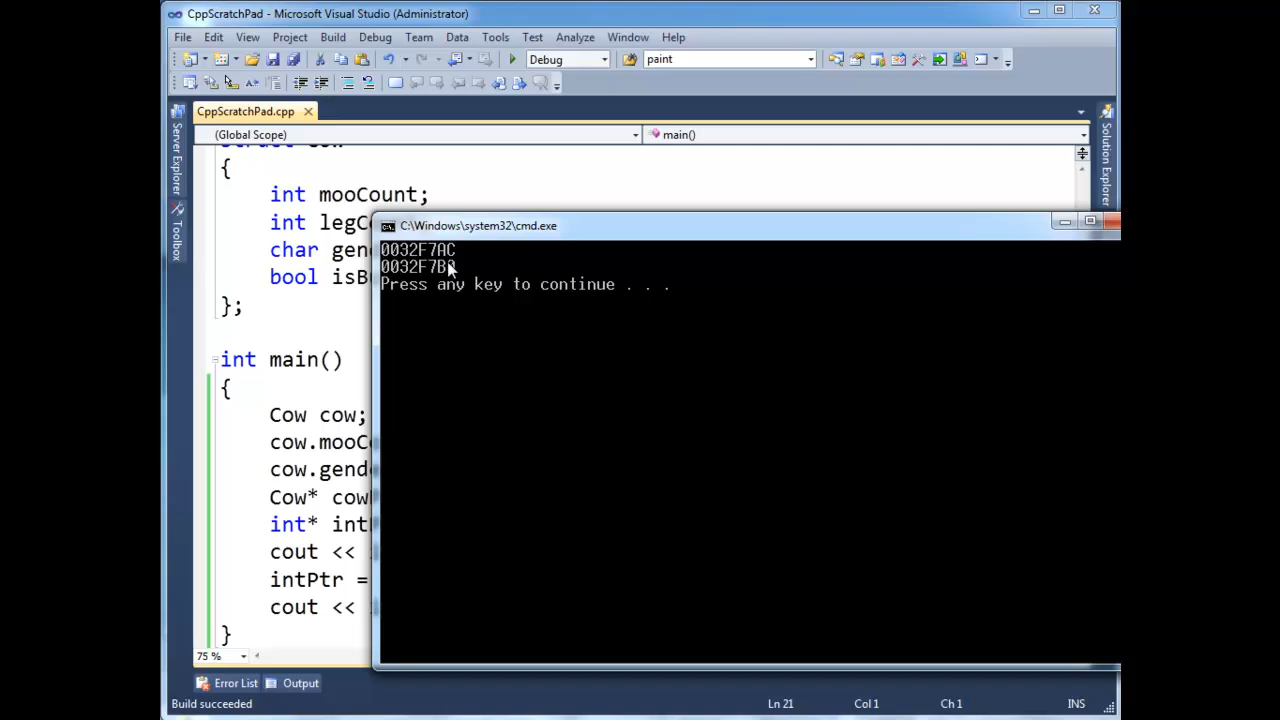 CppScratchPad - Microsoft Visual Studio (Administrator)
File Edit View Project Build Debug Team Data Tools Test Analyze Window Help
Debug paint
CppScratchPad.cpp
(Global Scope) main()
{
int mooCount;
int legC
char gen
bool isB
};
int main()
{
Cow cow;
cow.mooC
cow.gend
Cow* cow
int* int
cout <<
intPtr =
cout <<
}
75 %
C:\Windows\system32\cmd.exe
0032F7AC
0032F7B0
Press any key to continue . . .
Server Explorer
Toolbox
Solution Explorer
Error List Output
Build succeeded Ln 21 Col 1 Ch 1 INS